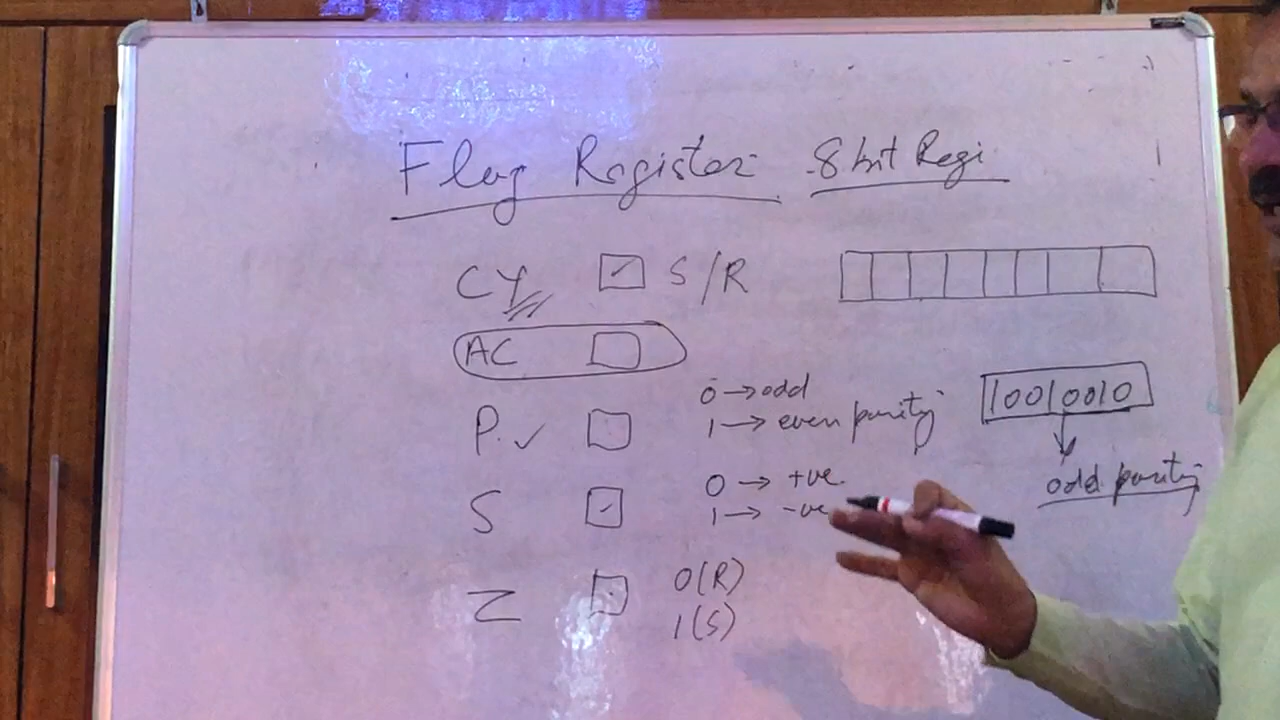 Flag Register 8 bit Regi
CY S/R
AC
P. ✓ 0 → odd
1 → even parity
10010010
odd parity
S 0 → +ve
1 → -ve
Z 0(R)
1(S)